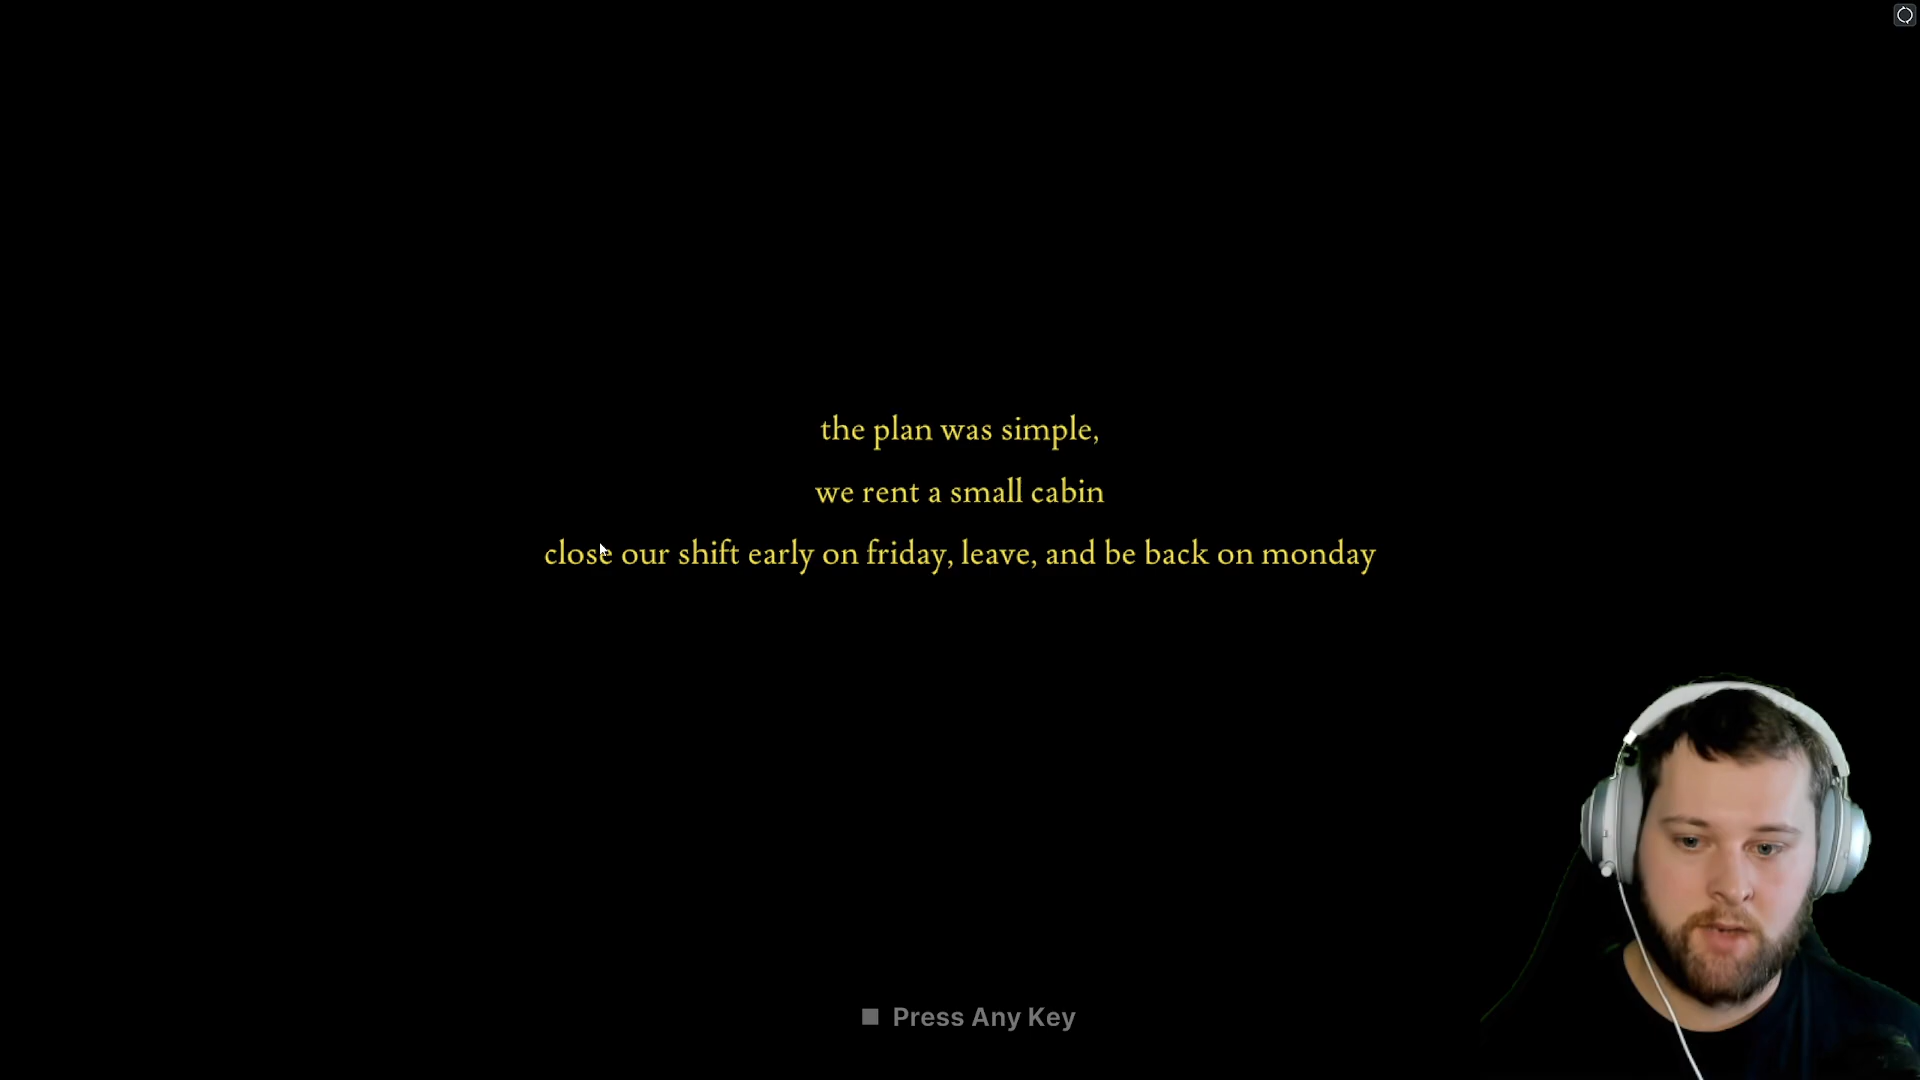 the plan was simple,
we rent a small cabin
close our shift early on friday, leave, and be back on monday
Press Any Key